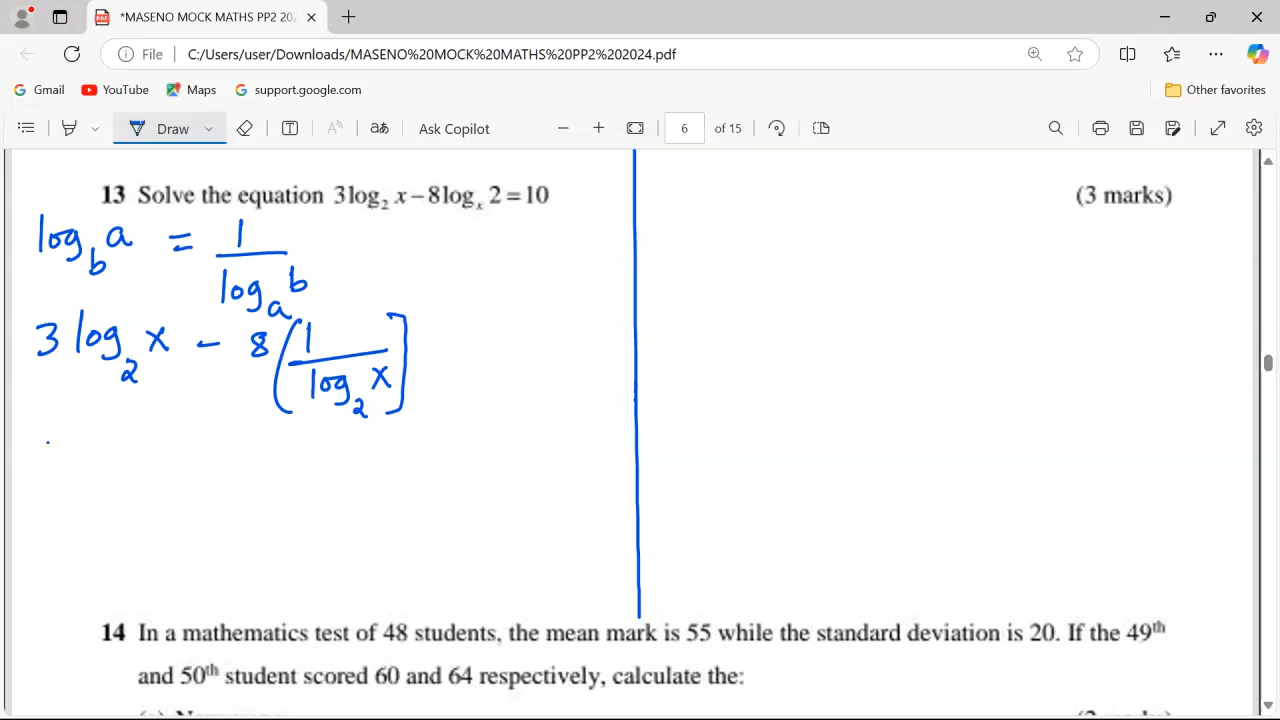 *MASENO MOCK MATHS PP2 202
File C:/Users/user/Downloads/MASENO%20MOCK%20MATHS%20PP2%202024.pdf
Gmail YouTube Maps support.google.com Other favorites
Draw Ask Copilot 6 of 15
13 Solve the equation 3log₂ x−8logₓ 2=10 (3 marks)
log_b a = 1/(log_a b)
3 log₂ x − 8(1/(log₂ x)]
14 In a mathematics test of 48 students, the mean mark is 55 while the standard deviation is 20. If the 49ᵗʰ
and 50ᵗʰ student scored 60 and 64 respectively, calculate the: